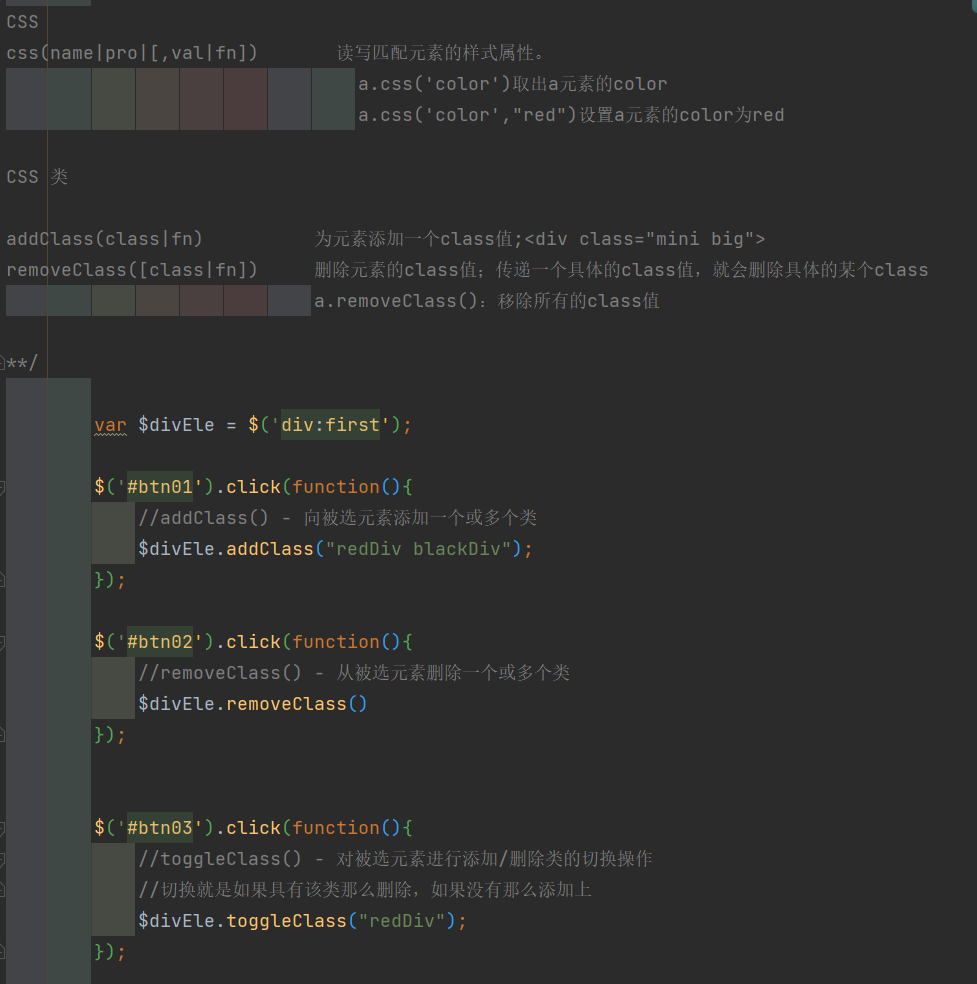 CSS
css(name|pro|[,val|fn]) 读写匹配元素的样式属性。
a.css('color')取出a元素的color
a.css('color',"red")设置a元素的color为red
CSS 类
addClass(class|fn) 为元素添加一个class值;<div class="mini big">
removeClass([class|fn]) 删除元素的class值；传递一个具体的class值，就会删除具体的某个class
a.removeClass()：移除所有的class值
**/
var $divEle = $('div:first');
$('#btn01').click(function(){
//addClass() - 向被选元素添加一个或多个类
$divEle.addClass("redDiv blackDiv");
});
$('#btn02').click(function(){
//removeClass() - 从被选元素删除一个或多个类
$divEle.removeClass()
});
$('#btn03').click(function(){
//toggleClass() - 对被选元素进行添加/删除类的切换操作
//切换就是如果具有该类那么删除，如果没有那么添加上
$divEle.toggleClass("redDiv");
});